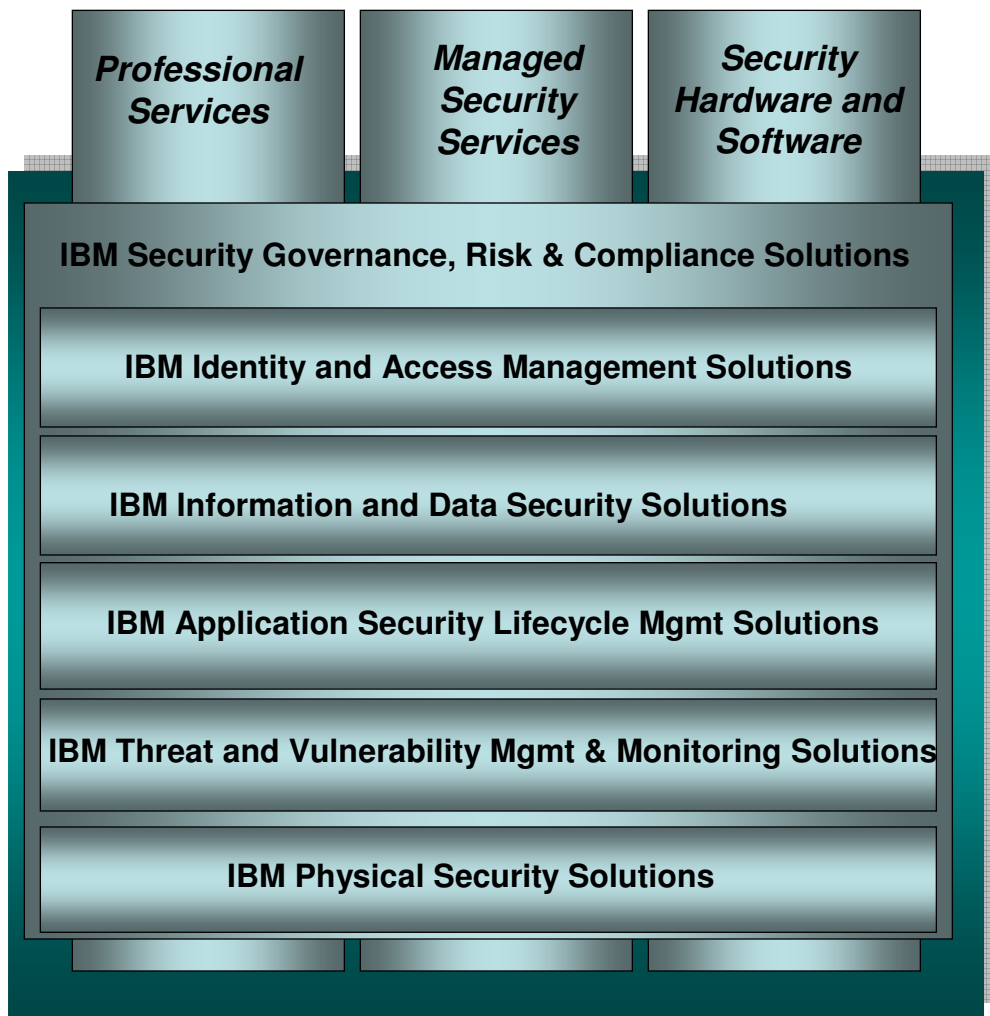 Professional
Services
Managed
Security
Services
Security
Hardware and
Software
IBM Security Governance, Risk & Compliance Solutions
IBM Identity and Access Management Solutions
IBM Information and Data Security Solutions
IBM Application Security Lifecycle Mgmt Solutions
IBM Threat and Vulnerability Mgmt & Monitoring Solutions
IBM Physical Security Solutions